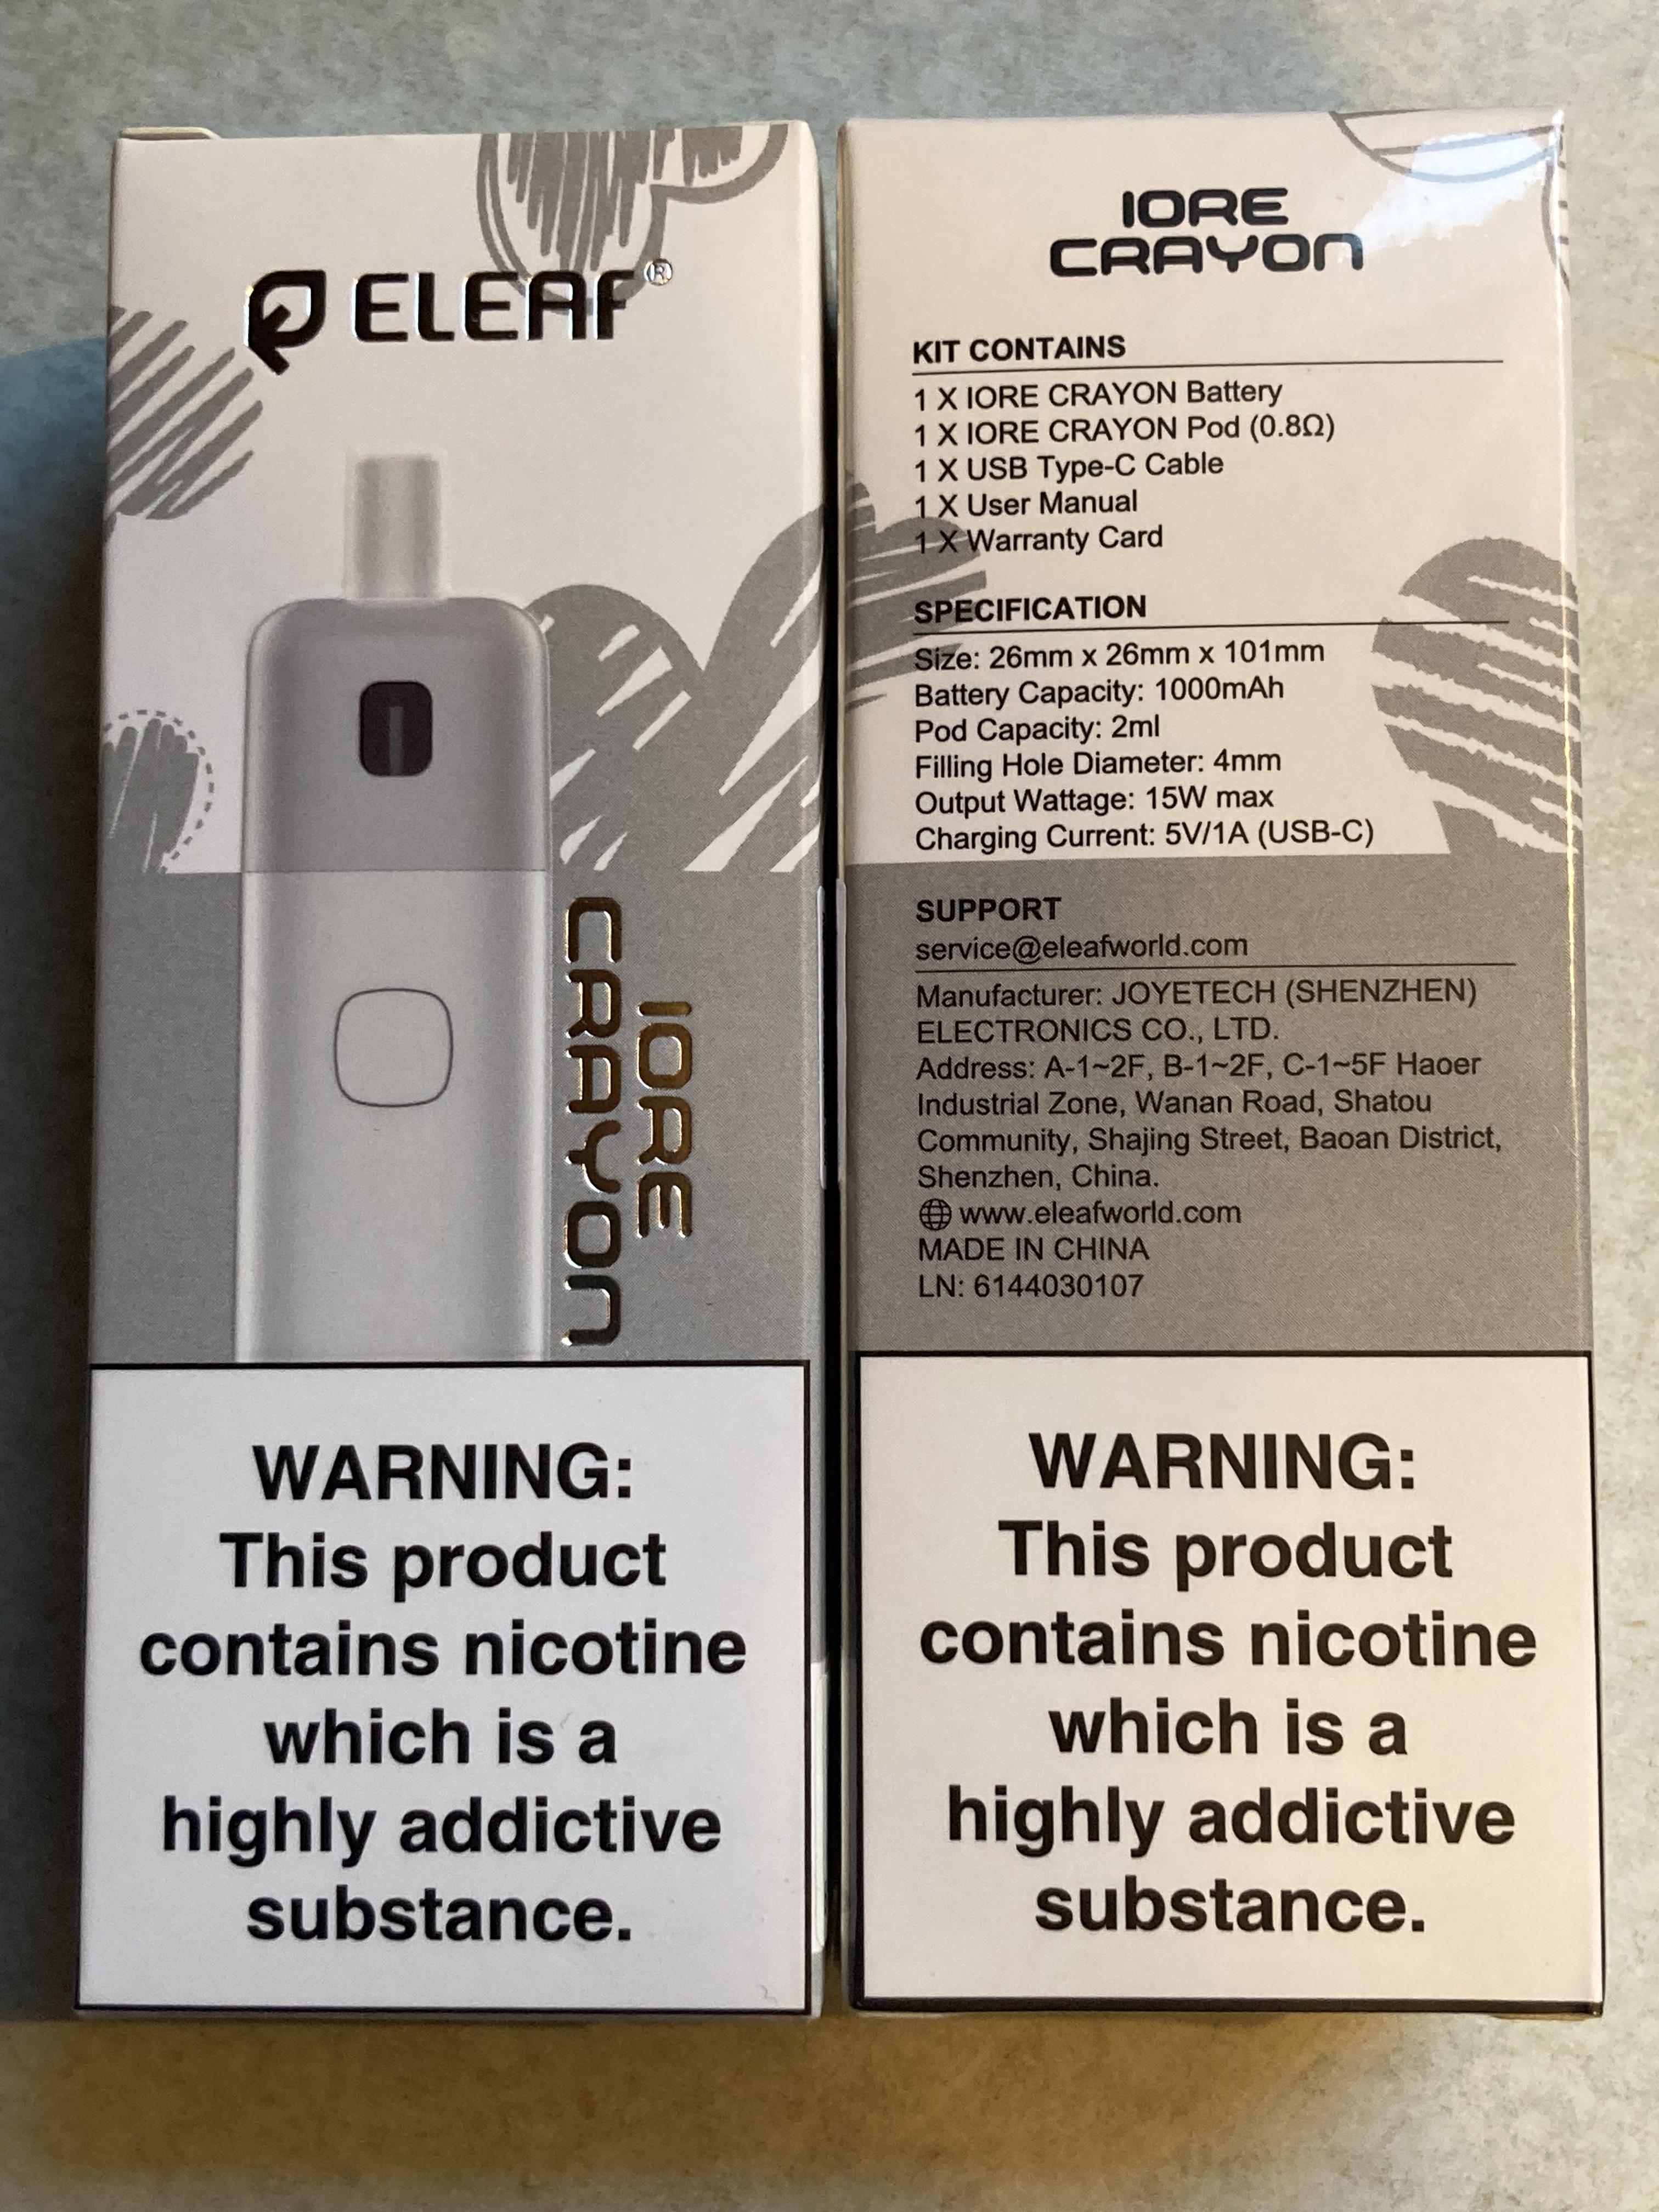 ELEAF®
IORE
CRAYON
WARNING:
This product
contains nicotine
which is a
highly addictive
substance.
IORE
CRAYON
KIT CONTAINS
1 X IORE CRAYON Battery
1 X IORE CRAYON Pod (0.8Ω)
1 X USB Type-C Cable
1 X User Manual
1 X Warranty Card
SPECIFICATION
Size: 26mm x 26mm x 101mm
Battery Capacity: 1000mAh
Pod Capacity: 2ml
Filling Hole Diameter: 4mm
Output Wattage: 15W max
Charging Current: 5V/1A (USB-C)
SUPPORT
service@eleafworld.com
Manufacturer: JOYETECH (SHENZHEN)
ELECTRONICS CO., LTD.
Address: A-1~2F, B-1~2F, C-1~5F Haoer
Industrial Zone, Wanan Road, Shatou
Community, Shajing Street, Baoan District,
Shenzhen, China.
www.eleafworld.com
MADE IN CHINA
LN: 6144030107
WARNING:
This product
contains nicotine
which is a
highly addictive
substance.